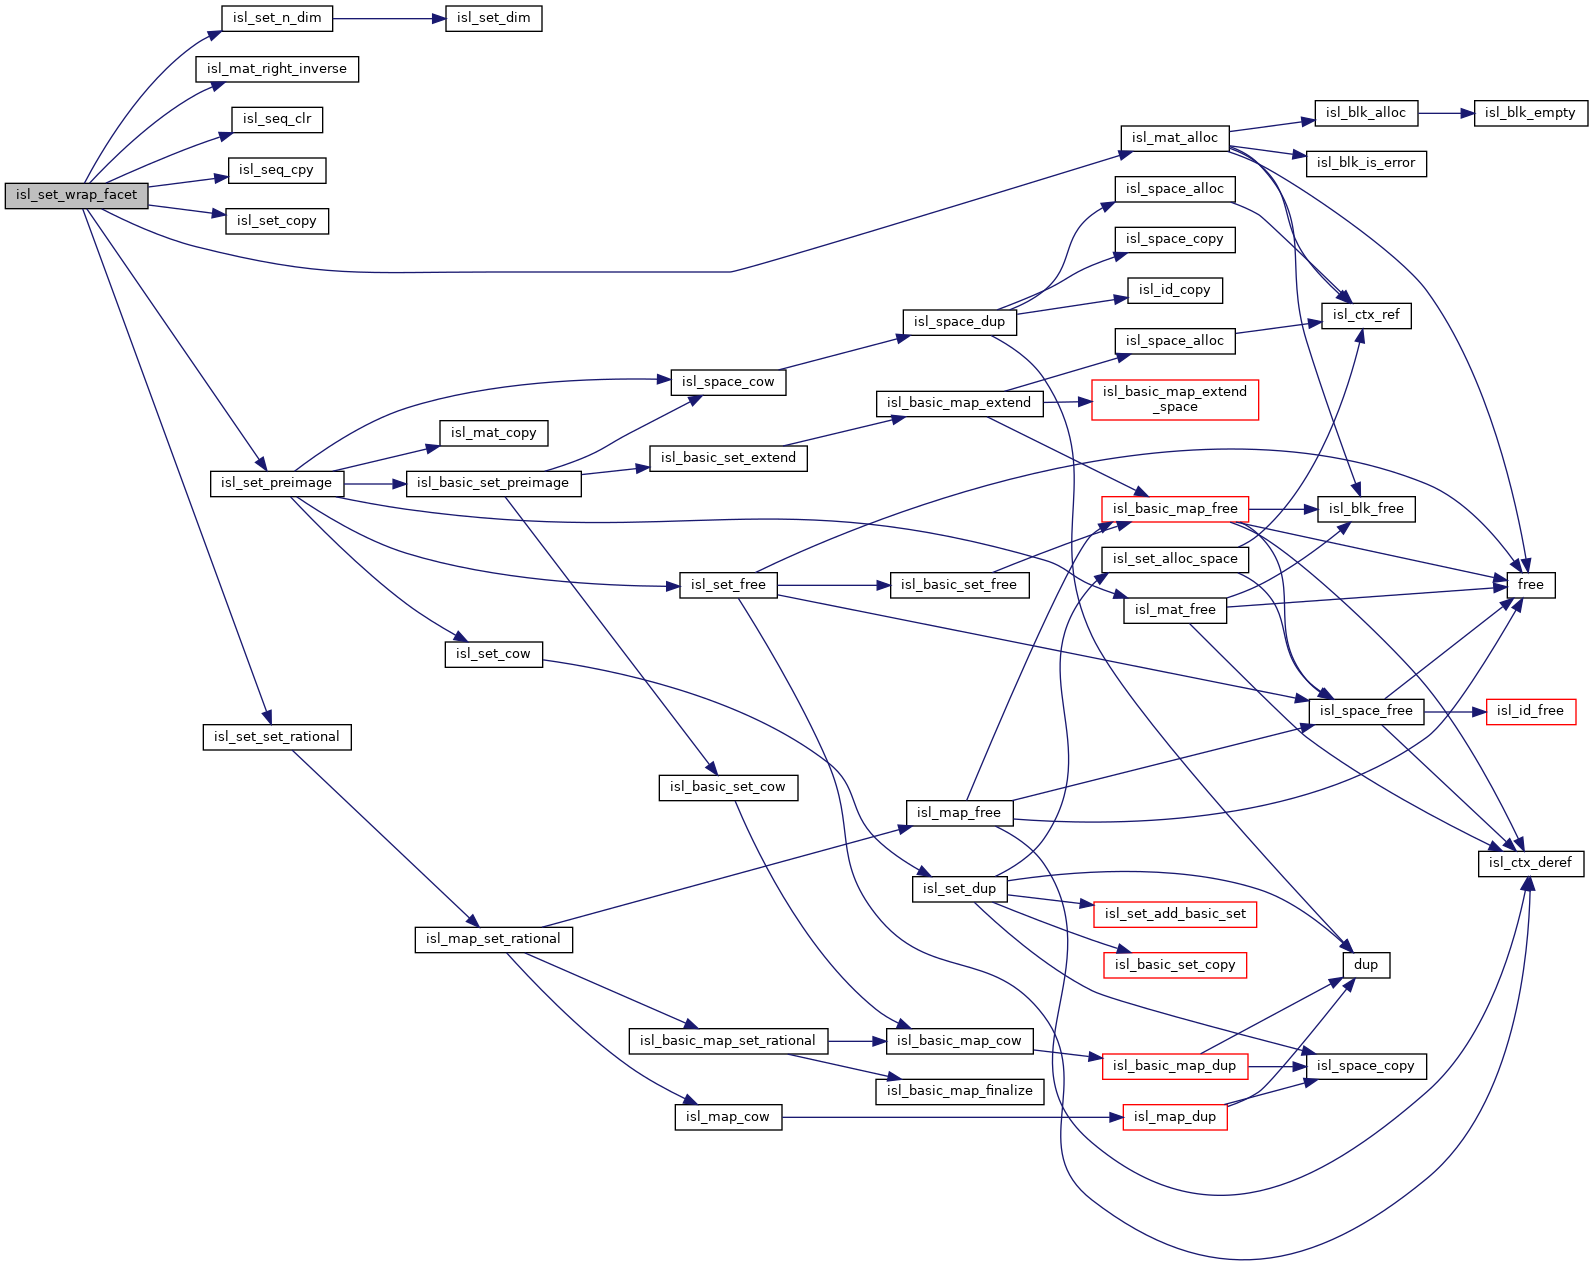 isl_set_n_dim
isl_set_dim
isl_mat_right_inverse
isl_seq_clr
isl_seq_cpy
isl_set_wrap_facet
isl_set_copy
isl_mat_alloc
isl_blk_alloc
isl_blk_empty
isl_blk_is_error
isl_space_alloc
isl_space_copy
isl_id_copy
isl_ctx_ref
isl_space_dup
isl_space_alloc
isl_space_cow
isl_basic_map_extend
isl_basic_map_extend
_space
isl_mat_copy
isl_basic_set_extend
isl_set_preimage
isl_basic_set_preimage
isl_basic_map_free
isl_blk_free
isl_set_alloc_space
isl_set_free
isl_basic_set_free
free
isl_mat_free
isl_set_cow
isl_space_free
isl_id_free
isl_set_set_rational
isl_basic_set_cow
isl_map_free
isl_ctx_deref
isl_set_dup
isl_set_add_basic_set
isl_map_set_rational
isl_basic_set_copy
dup
isl_basic_map_set_rational
isl_basic_map_cow
isl_basic_map_dup
isl_space_copy
isl_basic_map_finalize
isl_map_cow
isl_map_dup